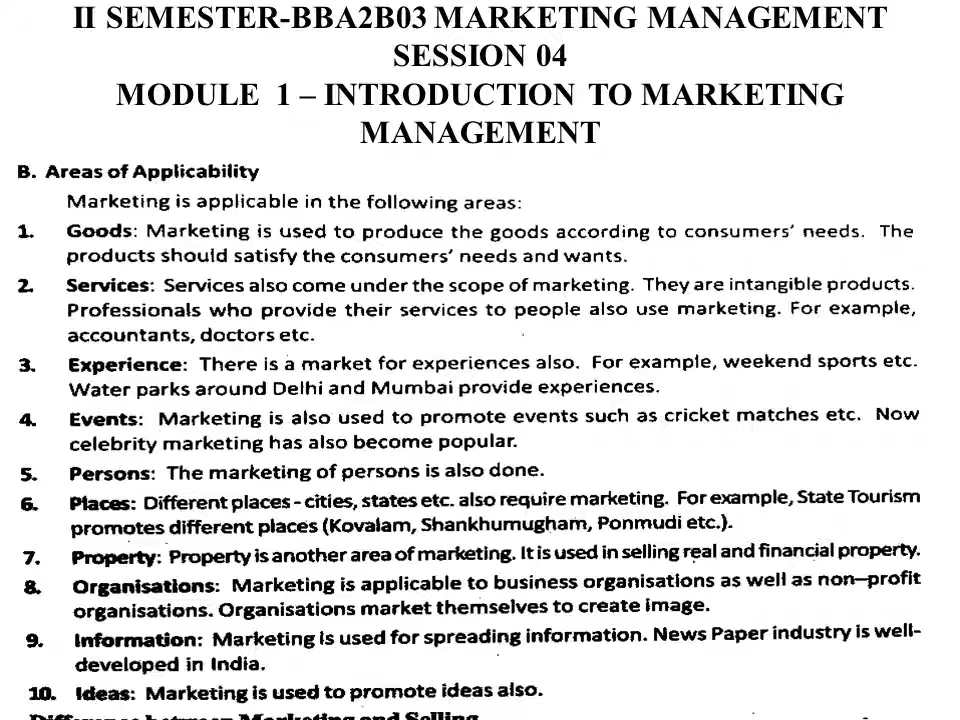 II SEMESTER-BBA2B03 MARKETING MANAGEMENT
SESSION 04
MODULE 1 – INTRODUCTION TO MARKETING
MANAGEMENT
B. Areas of Applicability
Marketing is applicable in the following areas:
1. Goods: Marketing is used to produce the goods according to consumers' needs. The
products should satisfy the consumers' needs and wants.
2. Services: Services also come under the scope of marketing. They are intangible products.
Professionals who provide their services to people also use marketing. For example,
accountants, doctors etc.
3. Experience: There is a market for experiences also. For example, weekend sports etc.
Water parks around Delhi and Mumbai provide experiences.
4. Events: Marketing is also used to promote events such as cricket matches etc. Now
celebrity marketing has also become popular.
5. Persons: The marketing of persons is also done.
6. Places: Different places - cities, states etc. also require marketing. For example, State Tourism
promotes different places (Kovalam, Shankhumugham, Ponmudi etc.).
7. Property: Property is another area of marketing. It is used in selling real and financial property.
8. Organisations: Marketing is applicable to business organisations as well as non–profit
organisations. Organisations market themselves to create image.
9. Information: Marketing is used for spreading information. News Paper industry is well-
developed in India.
10. Ideas: Marketing is used to promote ideas also.
Difference between Marketing and Selling